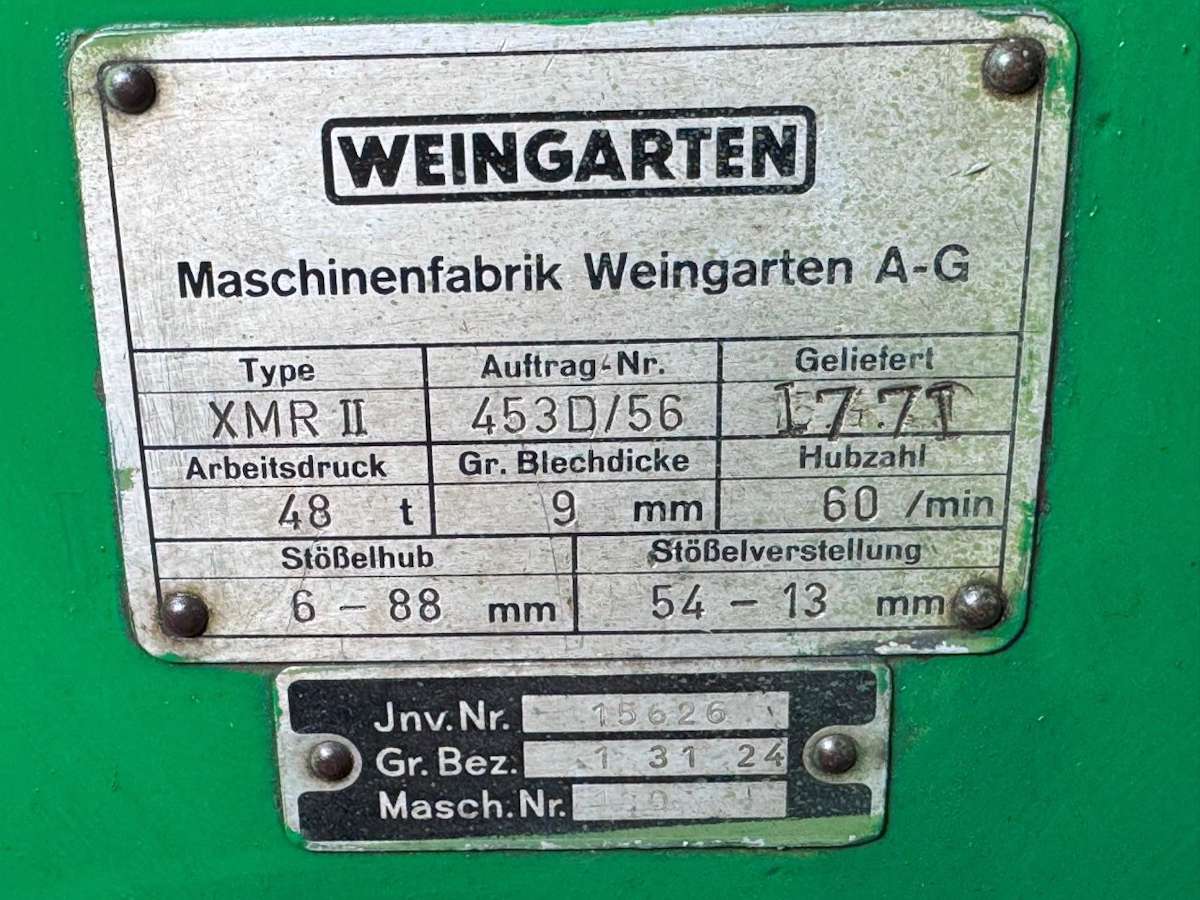 WEINGARTEN
Maschinenfabrik Weingarten A-G
Type Auftrag-Nr. Geliefert
XMR II 453D/56
Arbeitsdruck Gr. Blechdicke Hubzahl
48 t 9 mm 60 /min
Stößelhub Stößelverstellung
6 - 88 mm 54 - 13 mm
Jnv.Nr. 15626
Gr. Bez. 1 31 24
Masch.Nr.